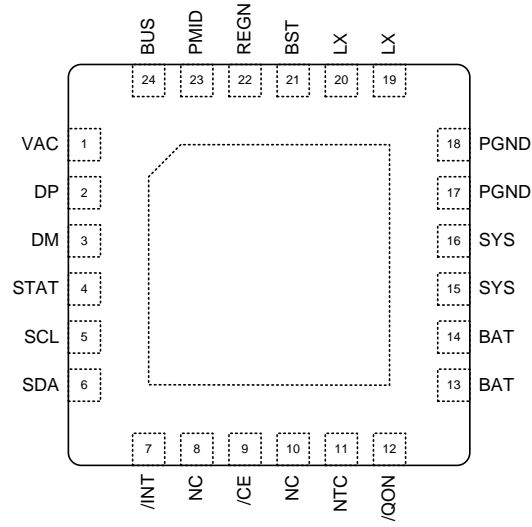 BUS PMID REGN BST LX LX
24 23 22 21 20 19
VAC 1 18 PGND
DP 2 17 PGND
DM 3 16 SYS
STAT 4 15 SYS
SCL 5 14 BAT
SDA 6 13 BAT
7 8 9 10 11 12
/INT NC /CE NC NTC /QON